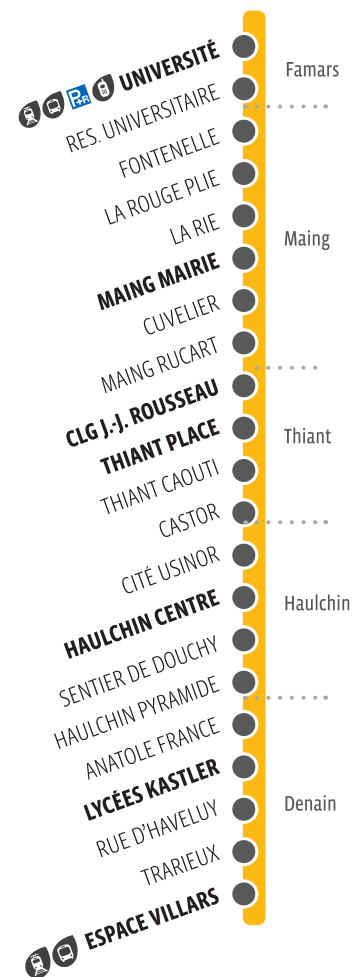 UNIVERSITÉ
Famars
RES. UNIVERSITAIRE
FONTENELLE
LA ROUGE PLIE
LA RIE
Maing
MAING MAIRIE
CUVELIER
MAING RUCART
CLG J.-J. ROUSSEAU
THIANT PLACE
Thiant
THIANT CAOUTI
CASTOR
CITÉ USINOR
HAULCHIN CENTRE
Haulchin
SENTIER DE DOUCHY
HAULCHIN PYRAMIDE
ANATOLE FRANCE
LYCÉES KASTLER
RUE D'HAVELUY
Denain
TRARIEUX
ESPACE VILLARS